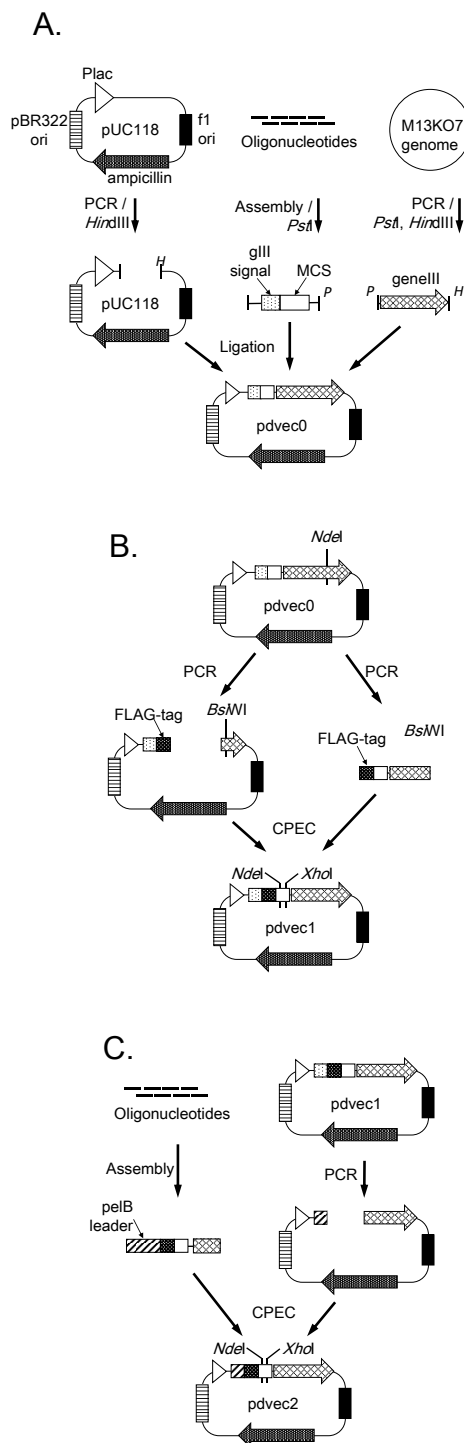 A.
Plac
pBR322
ori
pUC118
f1
ori
ampicillin
Oligonucleotides
M13KO7
genome
PCR /
HindIII
Assembly /
PstI
PCR /
PstI, HindIII
H
pUC118
gIII
signal
MCS
P
P
geneIII
H
Ligation
pdvec0
B.
NdeI
pdvec0
PCR
PCR
FLAG-tag
BsiWI
BsiWI
FLAG-tag
CPEC
NdeI
XhoI
pdvec1
C.
Oligonucleotides
pdvec1
Assembly
PCR
pelB
leader
CPEC
NdeI
XhoI
pdvec2